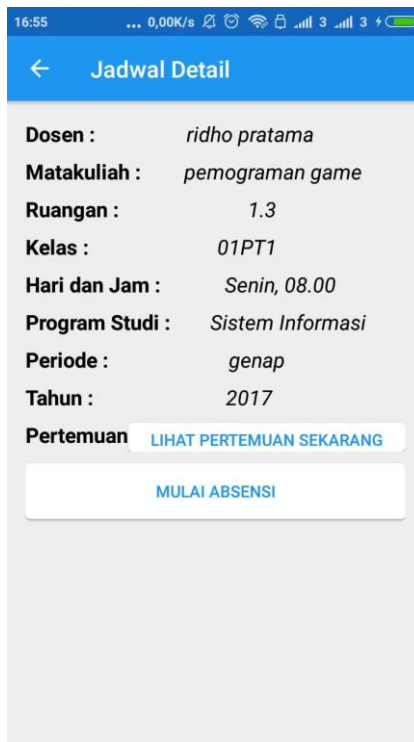 16:55 ... 0,00K/s 3 3
Jadwal Detail
Dosen : ridho pratama
Matakuliah : pemograman game
Ruangan : 1.3
Kelas : 01PT1
Hari dan Jam : Senin, 08.00
Program Studi : Sistem Informasi
Periode : genap
Tahun : 2017
Pertemuan LIHAT PERTEMUAN SEKARANG
MULAI ABSENSI